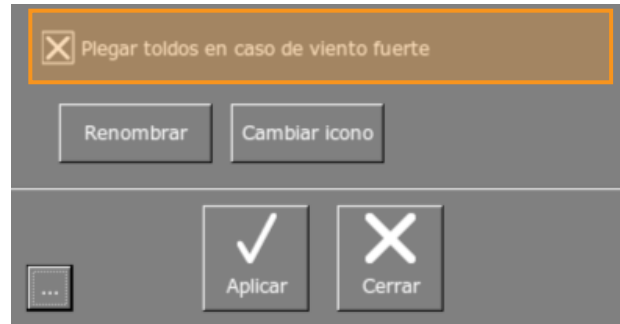 Plegar toldos en caso de viento fuerte
Renombrar
Cambiar icono
...
Aplicar
Cerrar